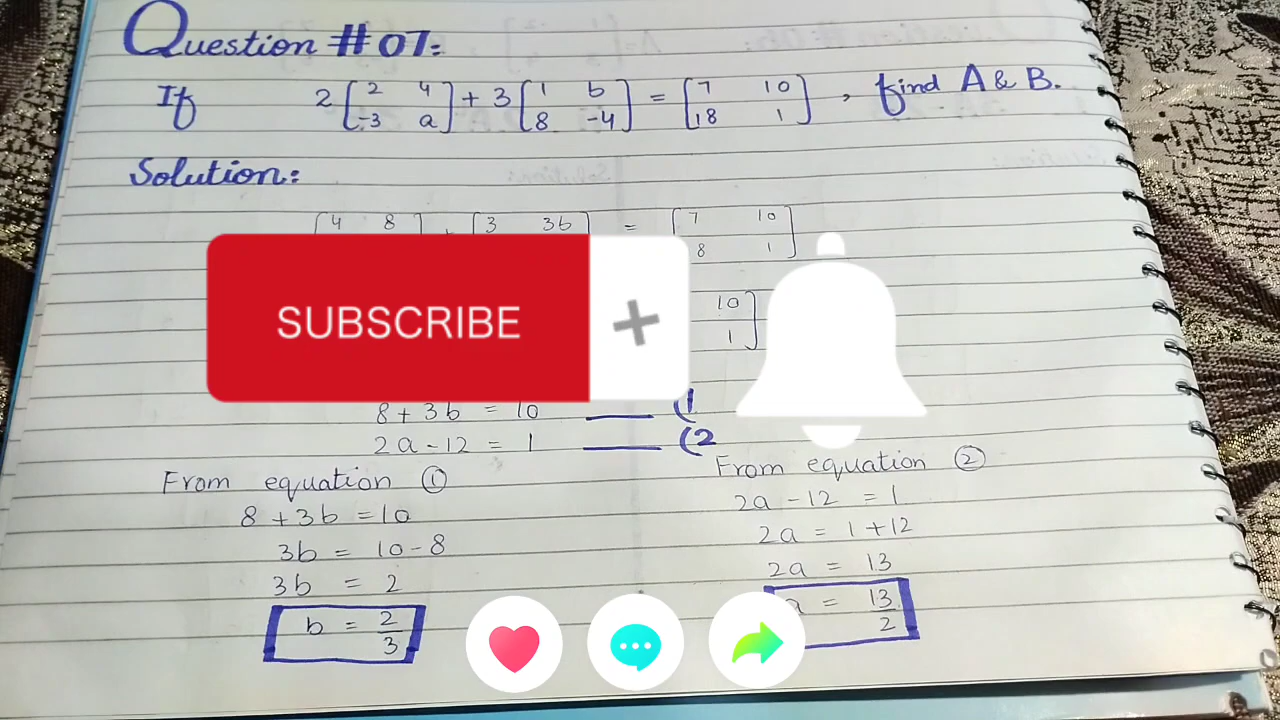 Question # 07:
If 2 [2 4 -3 a] + 3 [1 b 8 -4] = [7 10 18 1] , find A & B.
Solution:
[4 8] + [3 3b] = [7 10
8 1]
10]
1]
SUBSCRIBE +
8 + 3b = 10 (1
2a - 12 = 1 (2
From equation ①
8 + 3b = 10
3b = 10 - 8
3b = 2
b = 2/3
From equation ②
2a - 12 = 1
2a = 1 + 12
2a = 13
a = 13/2